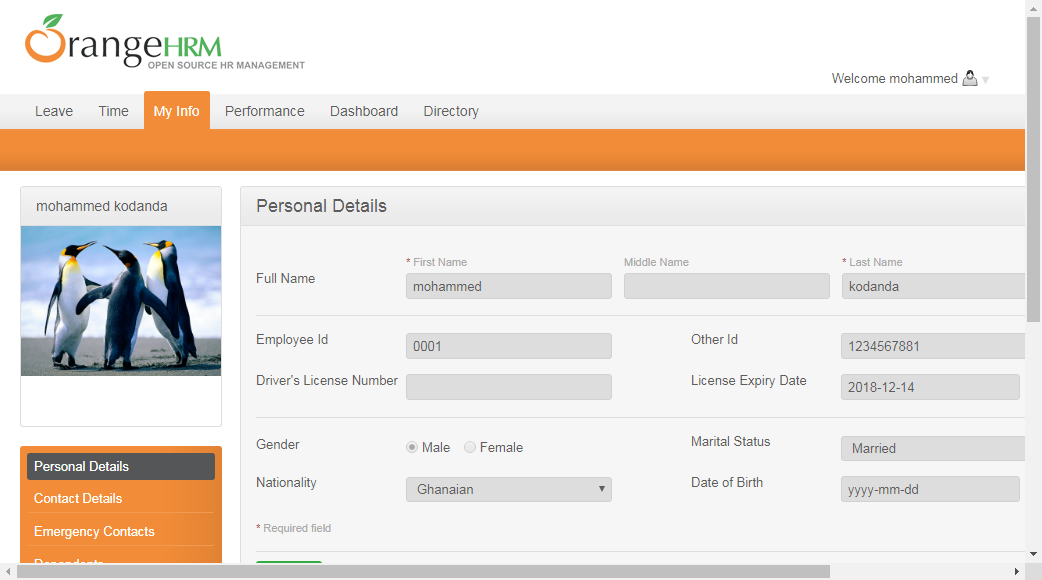 OrangeHRM
OPEN SOURCE HR MANAGEMENT
Welcome mohammed
Leave Time My Info Performance Dashboard Directory
mohammed kodanda
Personal Details
Contact Details
Emergency Contacts
Dependents
Personal Details
Full Name
* First Name Middle Name * Last Name
mohammed kodanda
Employee Id 0001 Other Id 1234567881
Driver's License Number License Expiry Date 2018-12-14
Gender Male Female Marital Status Married
Nationality Ghanaian Date of Birth yyyy-mm-dd
* Required field